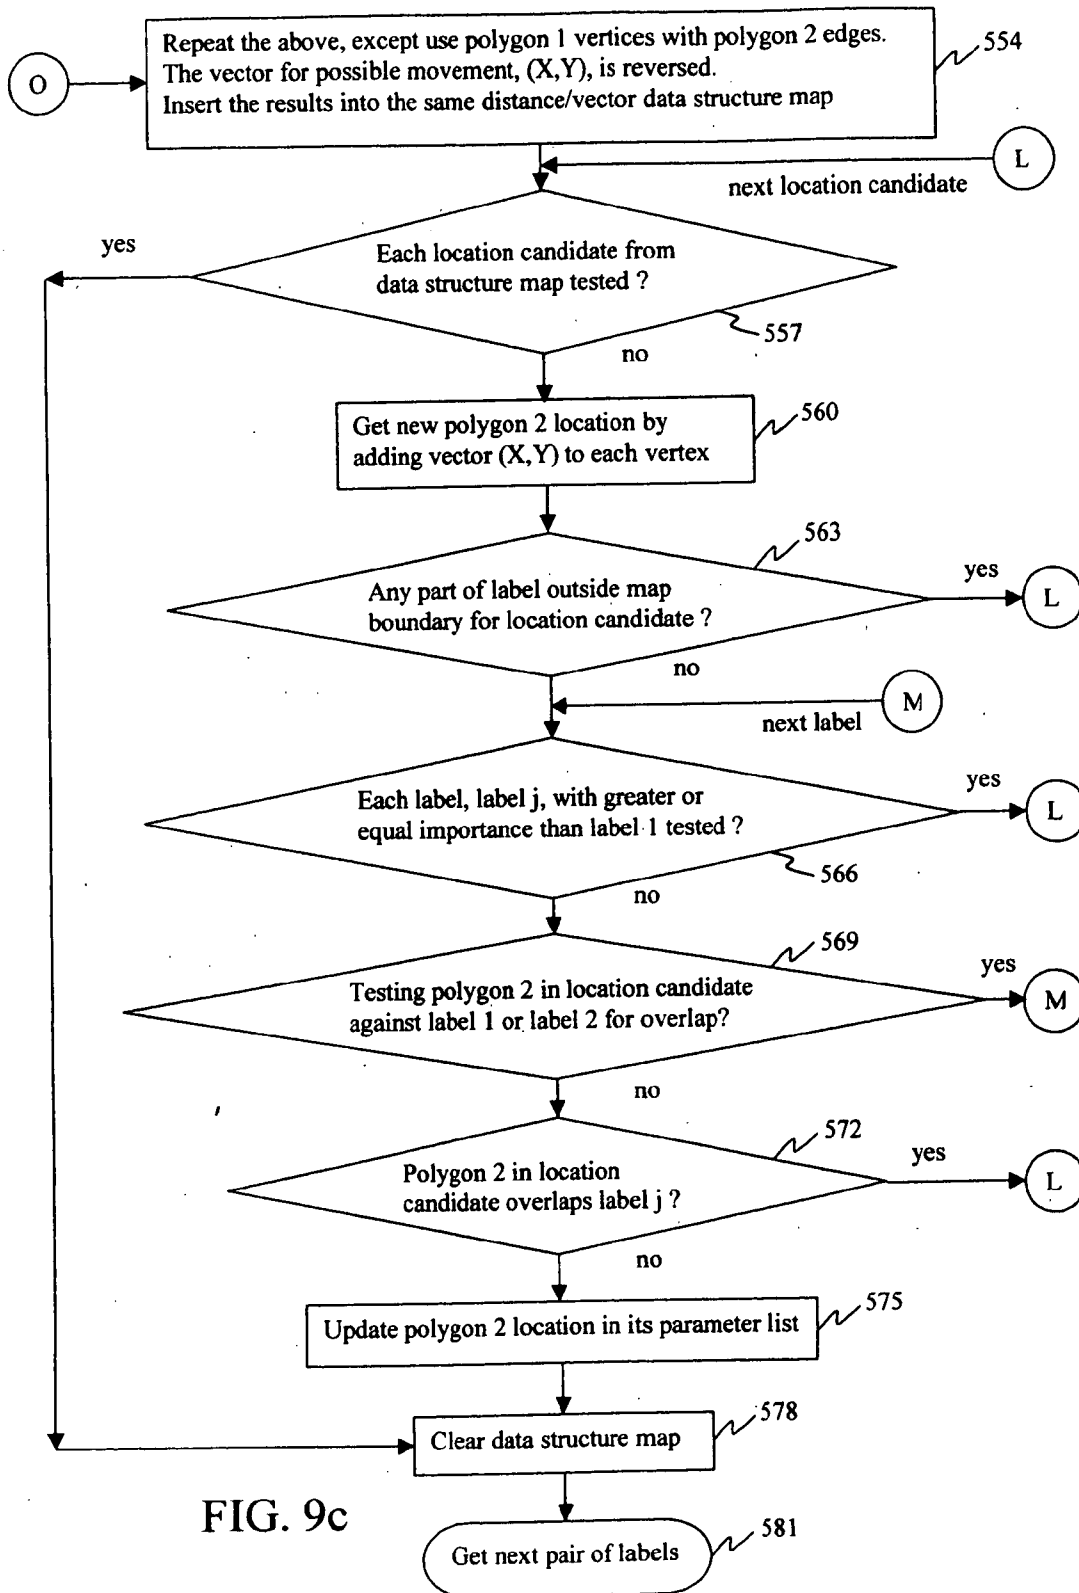 Repeat the above, except use polygon 1 vertices with polygon 2 edges.
The vector for possible movement, (X,Y), is reversed.
Insert the results into the same distance/vector data structure map
554
O
L
next location candidate
yes
Each location candidate from
data structure map tested ?
557
no
Get new polygon 2 location by
adding vector (X,Y) to each vertex
560
563
Any part of label outside map
boundary for location candidate ?
yes
L
no
M
next label
Each label, label j, with greater or
equal importance than label 1 tested ?
yes
L
566
no
569
Testing polygon 2 in location candidate
against label 1 or label 2 for overlap?
yes
M
no
572
Polygon 2 in location
candidate overlaps label j ?
yes
L
no
Update polygon 2 location in its parameter list
575
Clear data structure map
578
FIG. 9c
Get next pair of labels
581